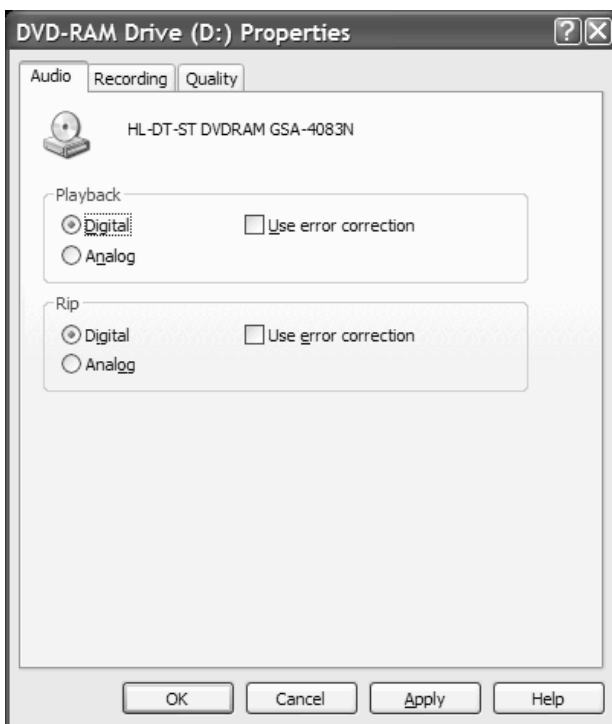 DVD-RAM Drive (D:) Properties
Audio Recording Quality
HL-DT-ST DVDRAM GSA-4083N
Playback
Digital Use error correction
Analog
Rip
Digital Use error correction
Analog
OK Cancel Apply Help